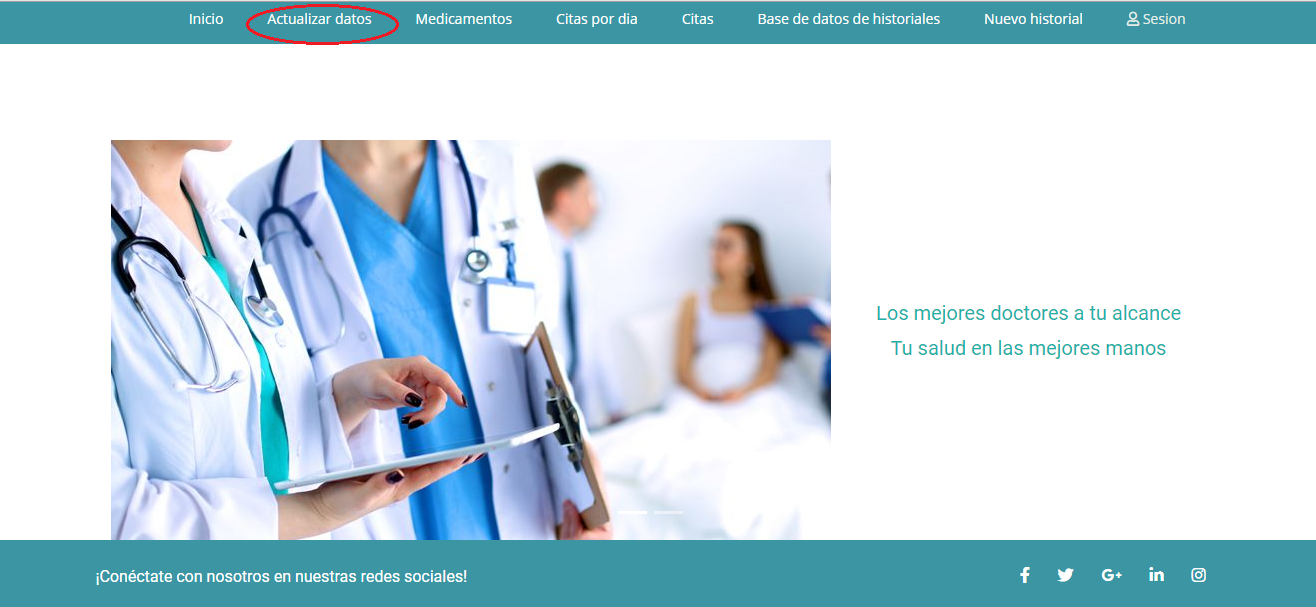 Inicio Actualizar datos Medicamentos Citas por dia Citas Base de datos de historiales Nuevo historial Sesion
Los mejores doctores a tu alcance
Tu salud en las mejores manos
¡Conéctate con nosotros en nuestras redes sociales!